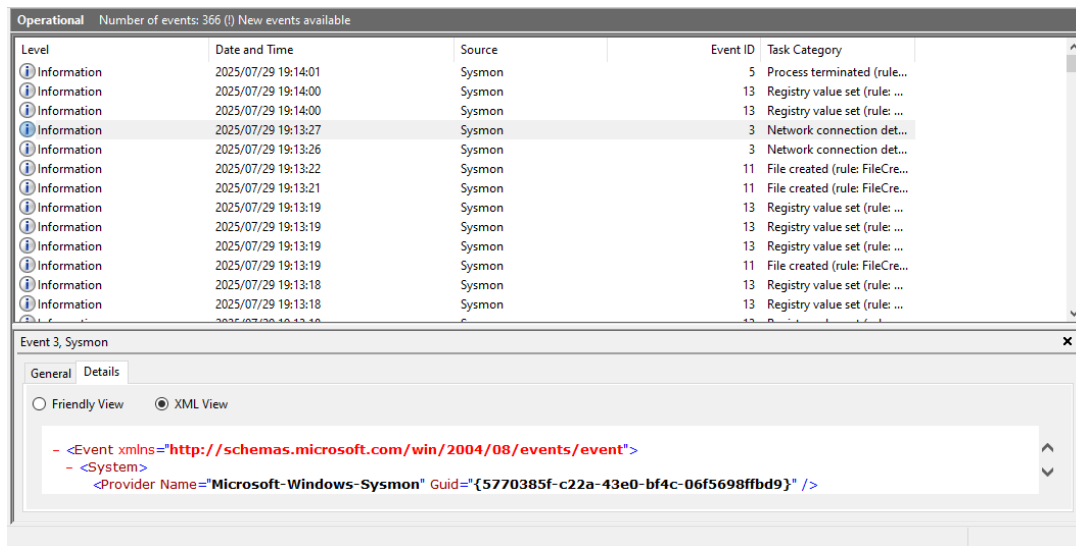 Operational Number of events: 366 (!) New events available
Level Date and Time Source Event ID Task Category
Information 2025/07/29 19:14:01 Sysmon 5 Process terminated (rule...
Information 2025/07/29 19:14:00 Sysmon 13 Registry value set (rule: ...
Information 2025/07/29 19:14:00 Sysmon 13 Registry value set (rule: ...
Information 2025/07/29 19:13:27 Sysmon 3 Network connection det...
Information 2025/07/29 19:13:26 Sysmon 3 Network connection det...
Information 2025/07/29 19:13:22 Sysmon 11 File created (rule: FileCre...
Information 2025/07/29 19:13:21 Sysmon 11 File created (rule: FileCre...
Information 2025/07/29 19:13:19 Sysmon 13 Registry value set (rule: ...
Information 2025/07/29 19:13:19 Sysmon 13 Registry value set (rule: ...
Information 2025/07/29 19:13:19 Sysmon 13 Registry value set (rule: ...
Information 2025/07/29 19:13:19 Sysmon 11 File created (rule: FileCre...
Information 2025/07/29 19:13:18 Sysmon 13 Registry value set (rule: ...
Information 2025/07/29 19:13:18 Sysmon 13 Registry value set (rule: ...
Event 3, Sysmon
General Details
Friendly View XML View
- <Event xmlns="http://schemas.microsoft.com/win/2004/08/events/event">
- <System>
<Provider Name="Microsoft-Windows-Sysmon" Guid="{5770385f-c22a-43e0-bf4c-06f5698ffbd9}" />